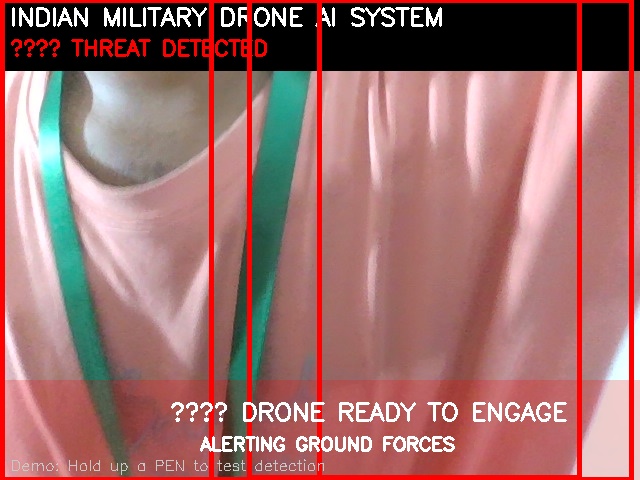 INDIAN MILITARY DRONE AI SYSTEM
???? THREAT DETECTED
???? DRONE READY TO ENGAGE
ALERTING GROUND FORCES
Demo: Hold up a PEN to test detection